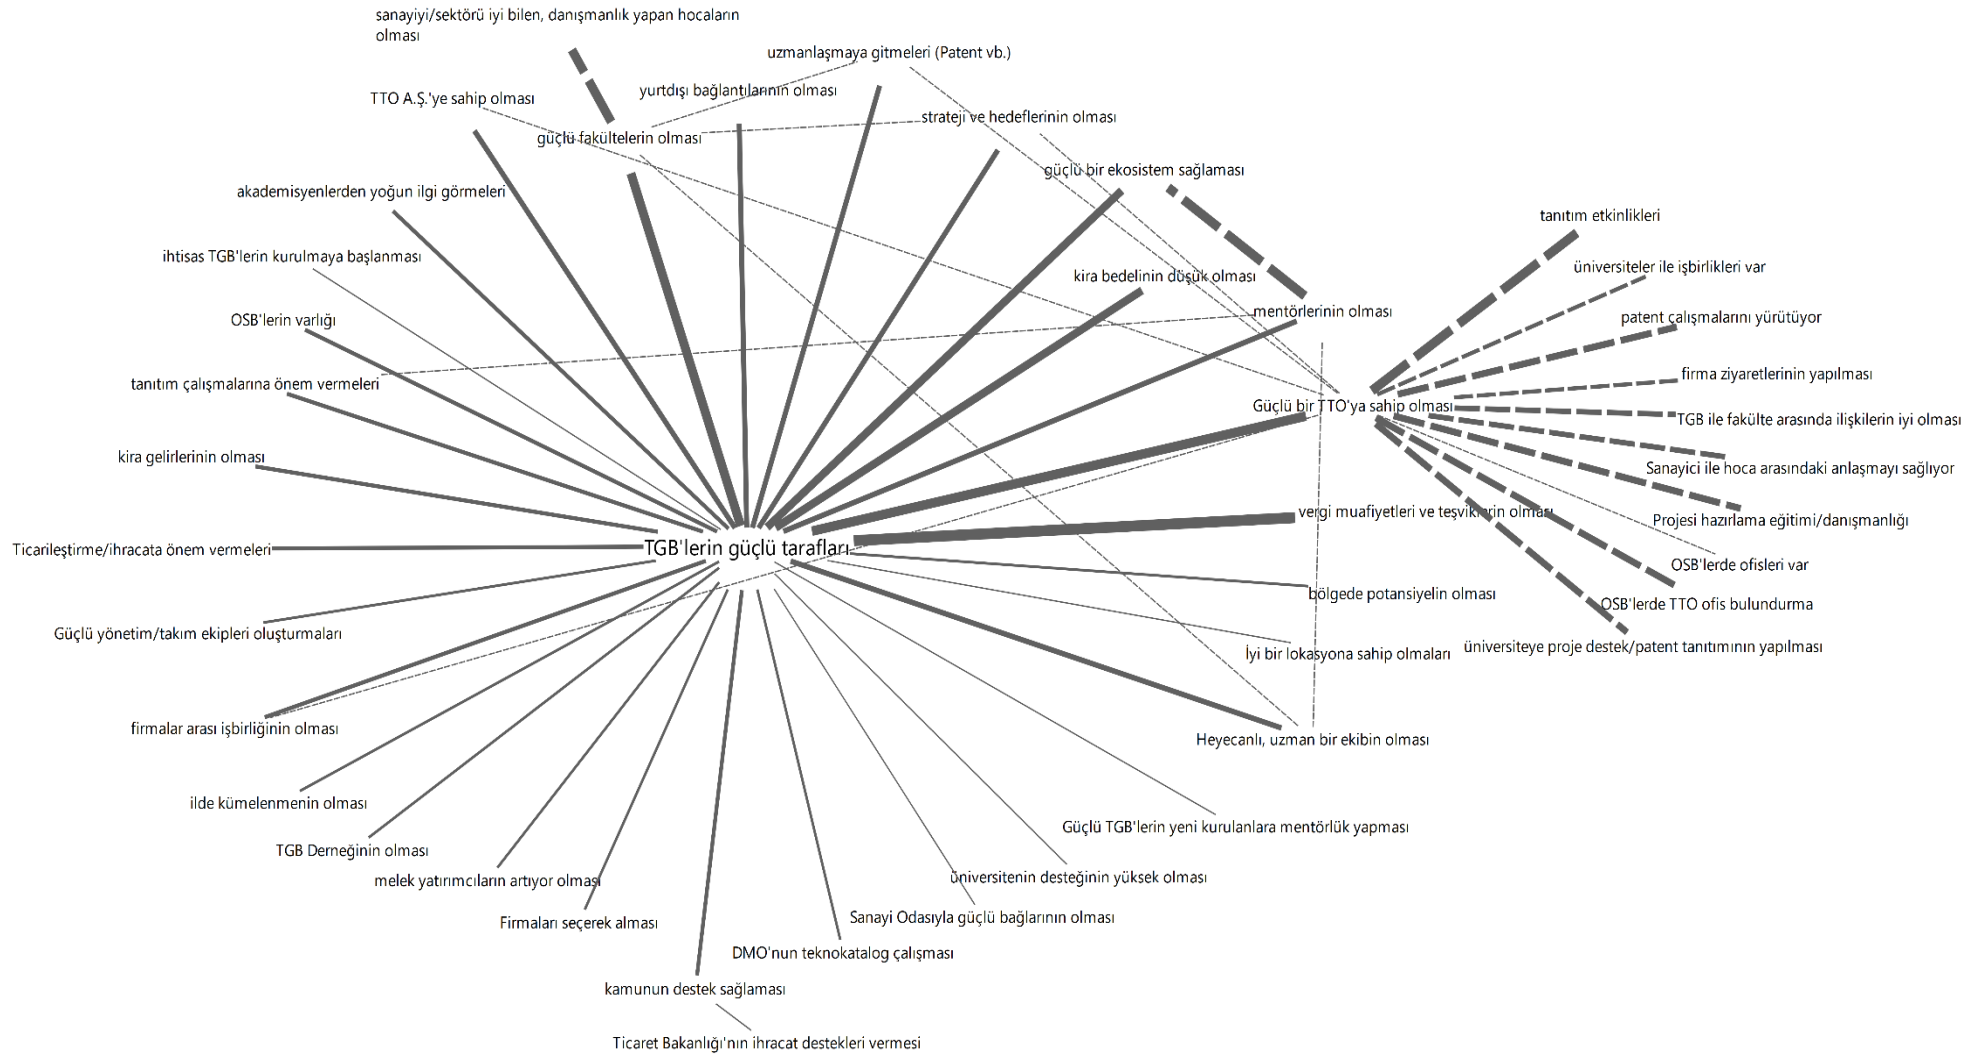 sanayiyi/sektörü iyi bilen, danışmanlık yapan hocaların
olması
uzmanlaşmaya gitmeleri (Patent vb.)
yurtdışı bağlantılarının olması
TTO A.Ş.'ye sahip olması
strateji ve hedeflerinin olması
güçlü fakültelerin olması
güçlü bir ekosistem sağlaması
akademisyenlerden yoğun ilgi görmeleri
tanıtım etkinlikleri
ihtisas TGB'lerin kurulmaya başlanması
üniversiteler ile işbirlikleri var
kira bedelinin düşük olması
mentörlerinin olması
patent çalışmalarını yürütüyor
OSB'lerin varlığı
firma ziyaretlerinin yapılması
tanıtım çalışmalarına önem vermeleri
Güçlü bir TTO'ya sahip olması
TGB ile fakülte arasında ilişkilerin iyi olması
kira gelirlerinin olması
Sanayici ile hoca arasındaki anlaşmayı sağlıyor
vergi muafiyetleri ve teşviklerin olması
Projesi hazırlama eğitimi/danışmanlığı
TGB'lerin güçlü tarafları
Ticarileştirme/ihracata önem vermeleri
OSB'lerde ofisleri var
bölgede potansiyelin olması
OSB'lerde TTO ofis bulundurma
Güçlü yönetim/takım ekipleri oluşturmaları
üniversiteye proje destek/patent tanıtımının yapılması
İyi bir lokasyona sahip olmaları
firmalar arası işbirliğinin olması
Heyecanlı, uzman bir ekibin olması
ilde kümelenmenin olması
Güçlü TGB'lerin yeni kurulanlara mentörlük yapması
TGB Derneğinin olması
melek yatırımcıların artıyor olması
üniversitenin desteğinin yüksek olması
Firmaları seçerek alması
Sanayi Odasıyla güçlü bağlarının olması
DMO'nun teknokatalog çalışması
kamunun destek sağlaması
Ticaret Bakanlığı'nın ihracat destekleri vermesi